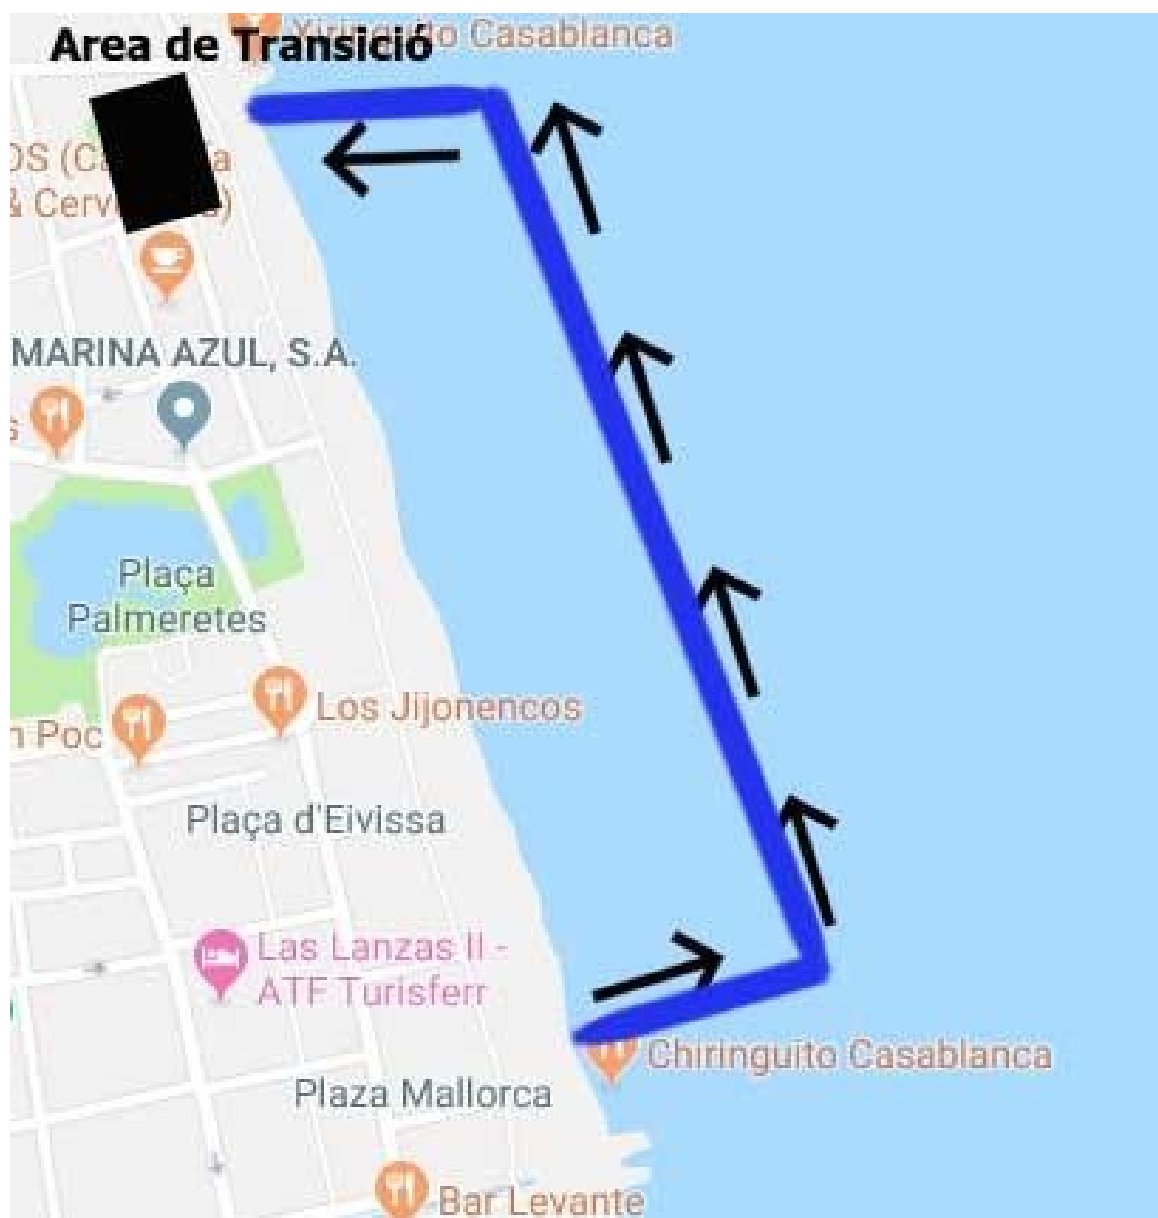 Xiringuito Casablanca
Area de Transició
MARINA AZUL, S.A.
Plaça
Palmeretes
Los Jijonencos
Plaça d'Eivissa
Las Lanzas II -
ATF Turisferr
Chiringuito Casablanca
Plaza Mallorca
Bar Levante